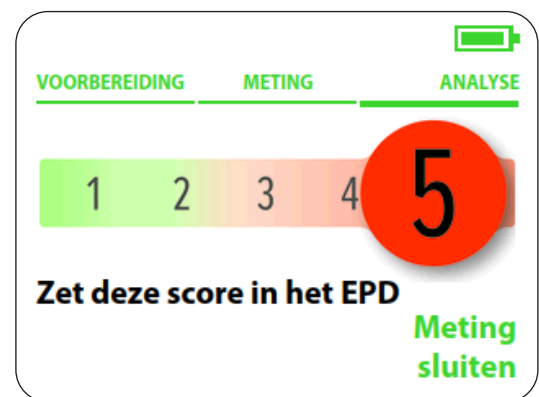 VOORBEREIDING METING ANALYSE
1 2 3 4 5
Zet deze score in het EPD
Meting
sluiten